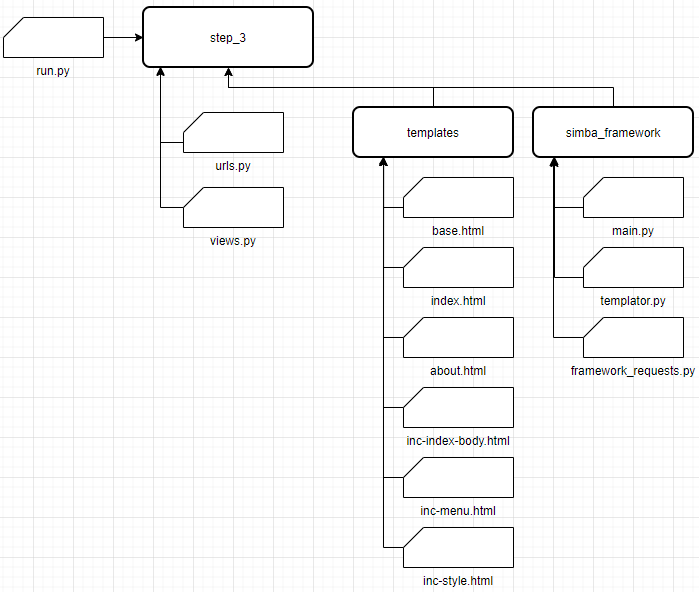 step_3
run.py
urls.py
views.py
templates
base.html
index.html
about.html
inc-index-body.html
inc-menu.html
inc-style.html
simba_framework
main.py
templator.py
framework_requests.py